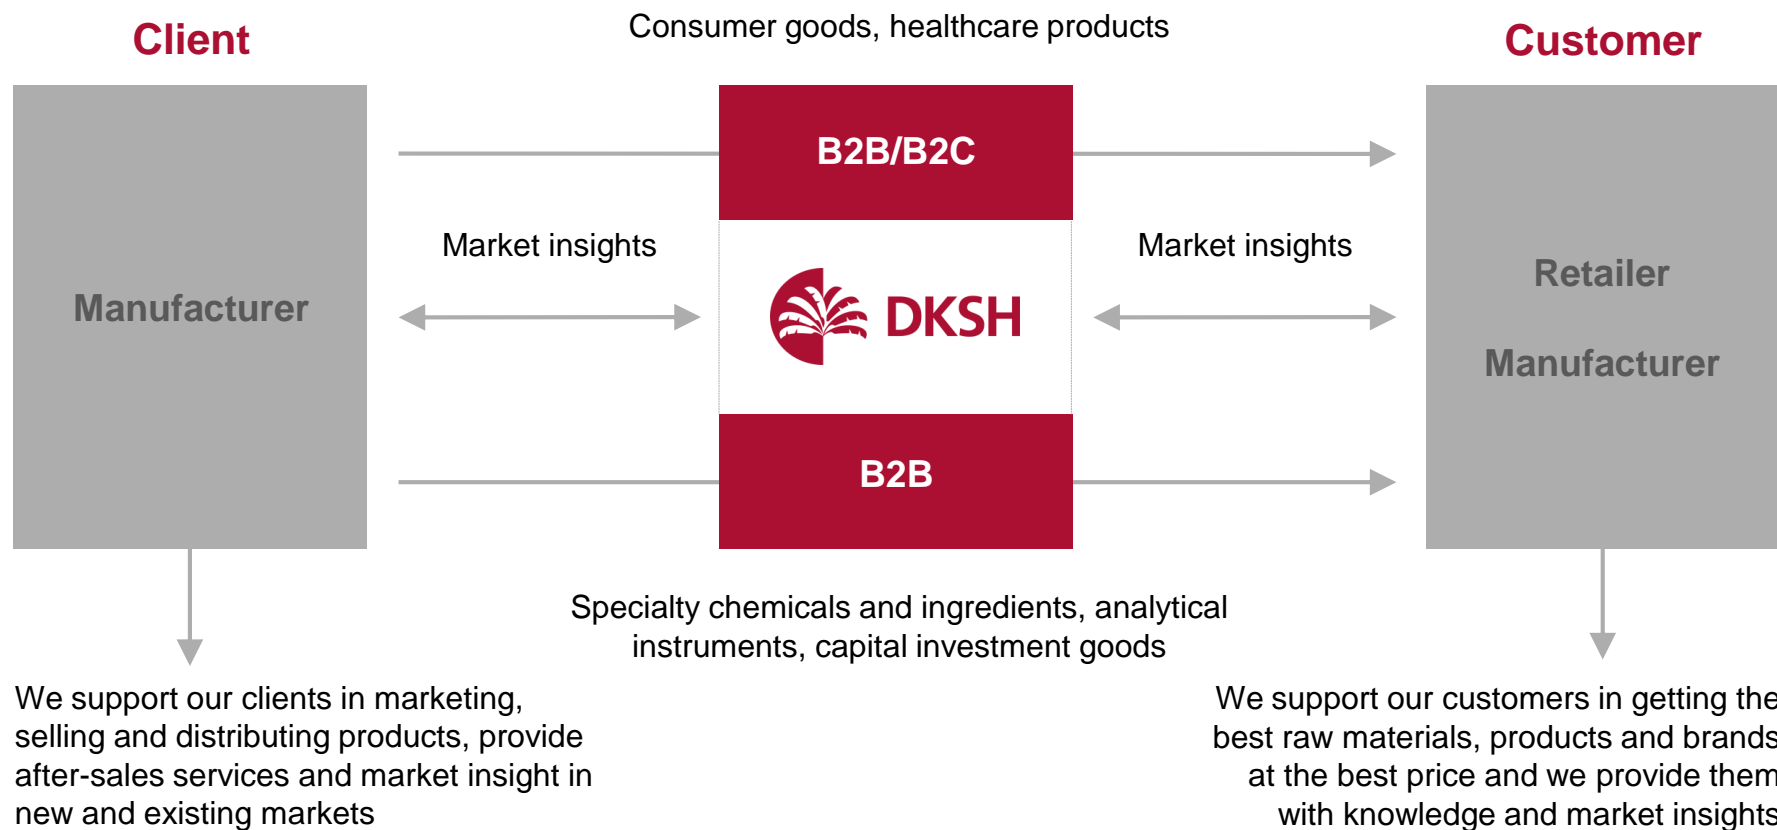 Client
Consumer goods, healthcare products
Customer
B2B/B2C
Market insights
Market insights
Manufacturer
DKSH
Retailer
Manufacturer
B2B
Specialty chemicals and ingredients, analytical
instruments, capital investment goods
We support our clients in marketing,
selling and distributing products, provide
after-sales services and market insight in
new and existing markets
We support our customers in getting the
best raw materials, products and brands
at the best price and we provide them
with knowledge and market insights